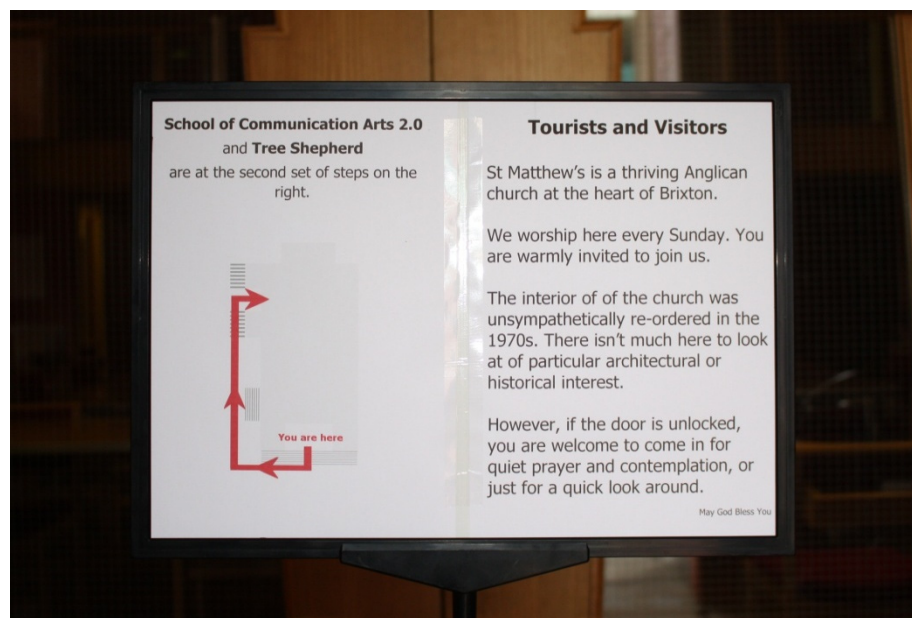 School of Communication Arts 2.0
and Tree Shepherd
are at the second set of steps on the
right.
You are here
Tourists and Visitors
St Matthew's is a thriving Anglican
church at the heart of Brixton.
We worship here every Sunday. You
are warmly invited to join us.
The interior of of the church was
unsympathetically re-ordered in the
1970s. There isn't much here to look
at of particular architectural or
historical interest.
However, if the door is unlocked,
you are welcome to come in for
quiet prayer and contemplation, or
just for a quick look around.
May God Bless You